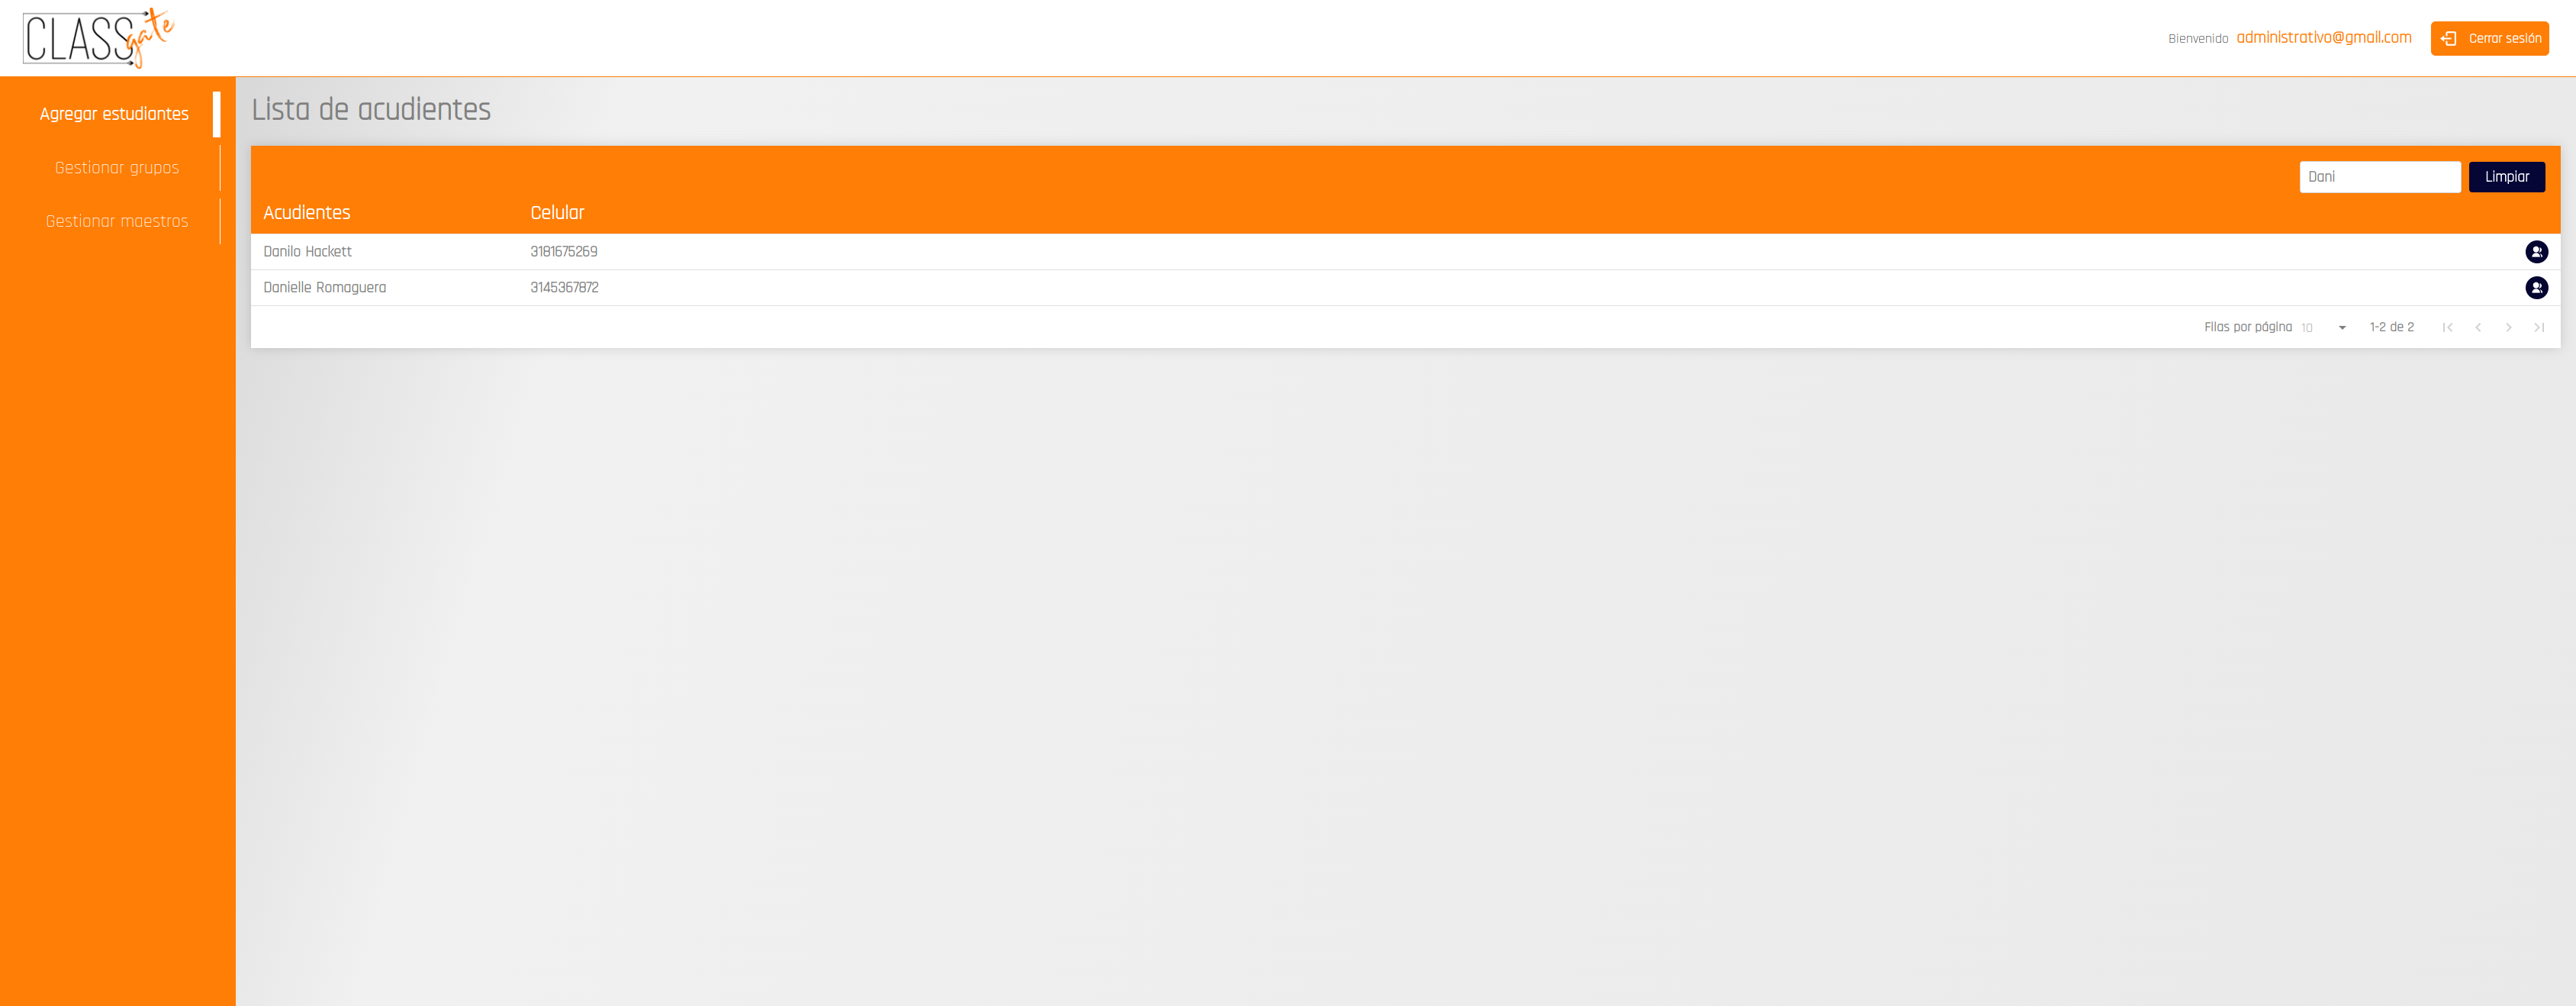 CLASSgate
Bienvenido administrativo@gmail.com Cerrar sesión
Agregar estudiantes
Gestionar grupos
Gestionar maestros
Lista de acudientes
Dani Limpiar
Acudientes Celular
Danilo Hackett 3181675269
Danielle Romaguera 3145367872
Filas por página 10 1-2 de 2